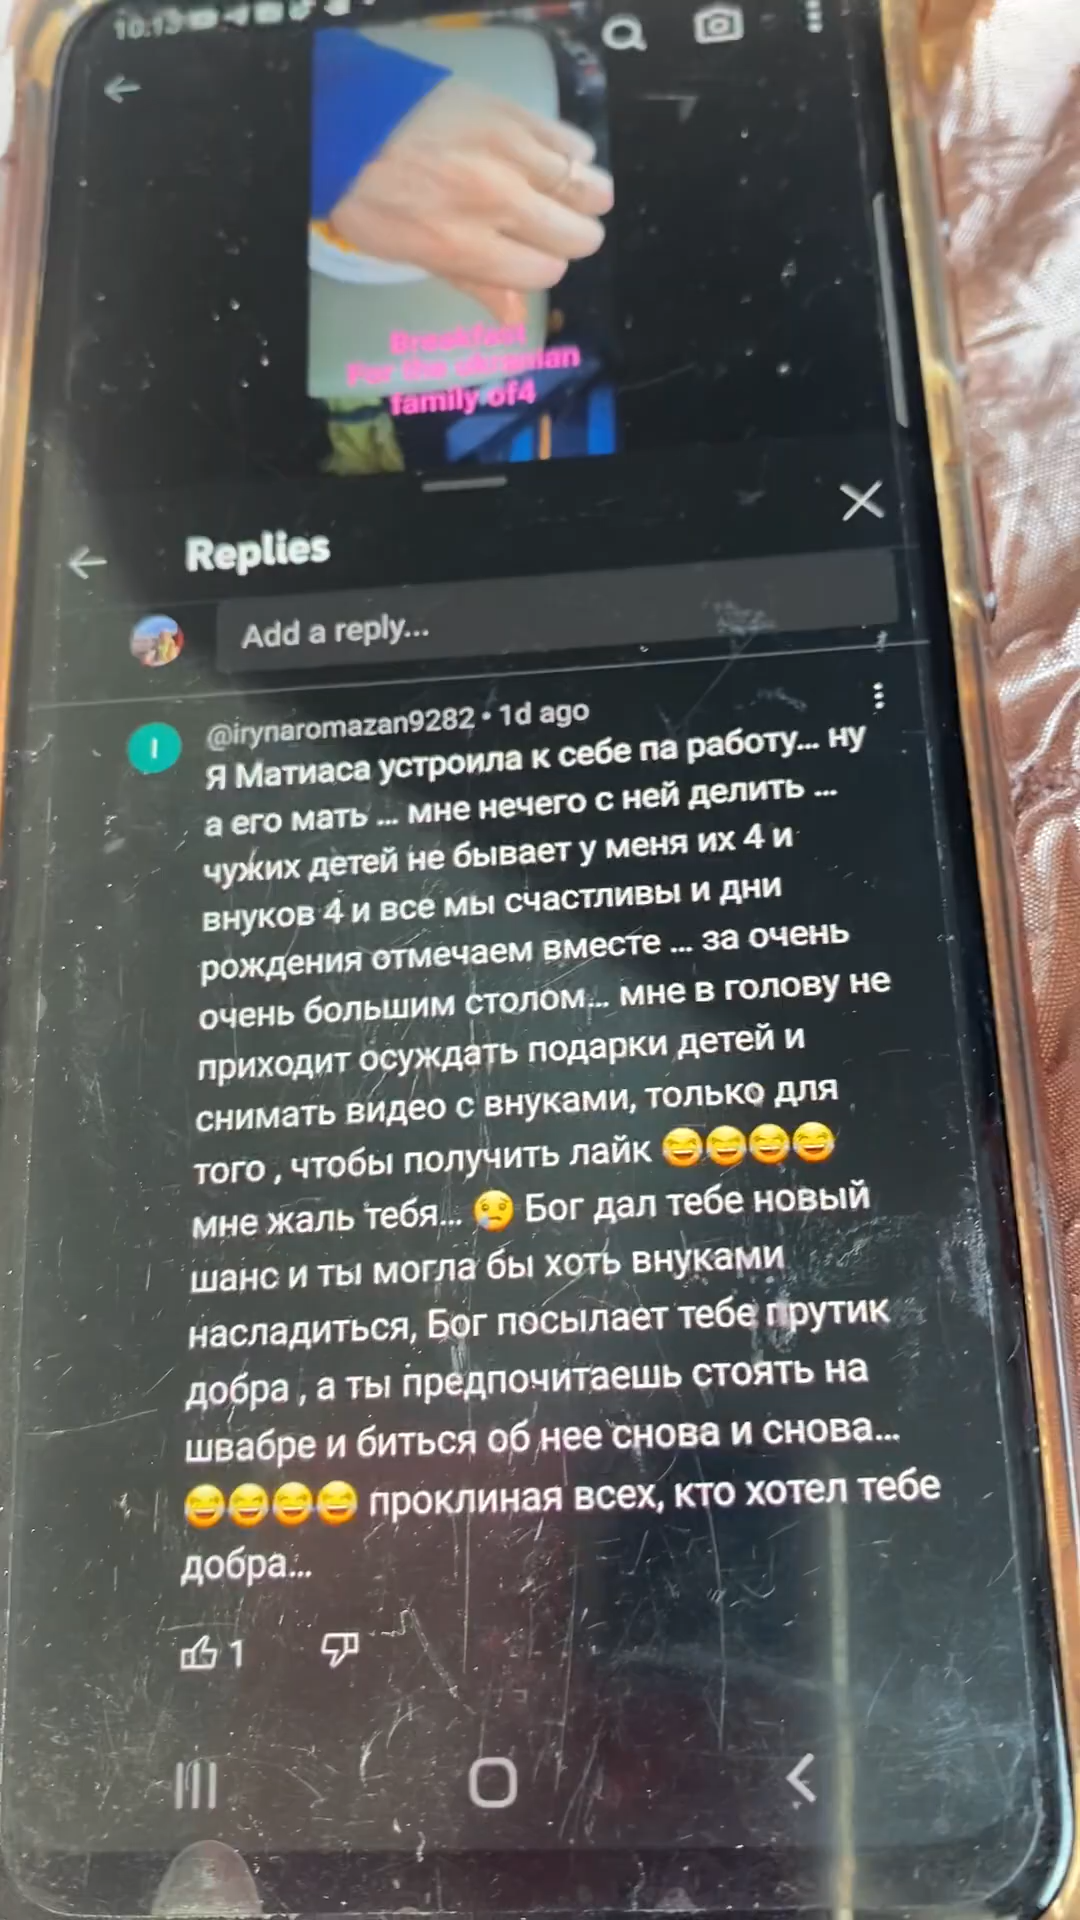 10:13
Breakfast
For the ukranian
family of4
Replies
Add a reply...
I
@irynaromazan9282 • 1d ago
Я Матиаса устроила к себе па работу... ну
а его мать ... мне нечего с ней делить ...
чужих детей не бывает у меня их 4 и
внуков 4 и все мы счастливы и дни
рождения отмечаем вместе ... за очень
очень большим столом... мне в голову не
приходит осуждать подарки детей и
снимать видео с внуками, только для
того , чтобы получить лайк 😂😂😂😂
мне жаль тебя... 😢 Бог дал тебе новый
шанс и ты могла бы хоть внуками
насладиться, Бог посылает тебе прутик
добра , а ты предпочитаешь стоять на
швабре и биться об нее снова и снова...
😂😂😂😂 проклиная всех, кто хотел тебе
добра...
1